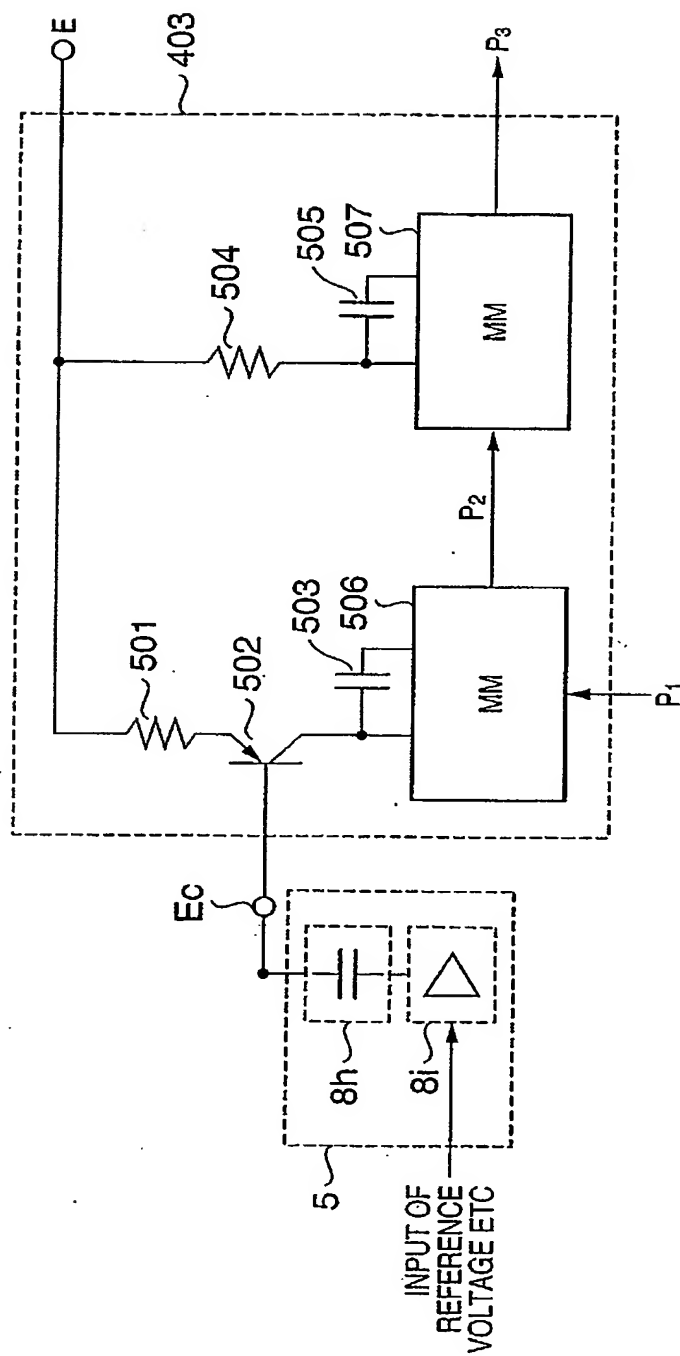 E
403
504
505
507
MM
P3
501
502
503
506
MM
P2
P1
Ec
8h
8i
5
INPUT OF
REFERENCE
VOLTAGE ETC